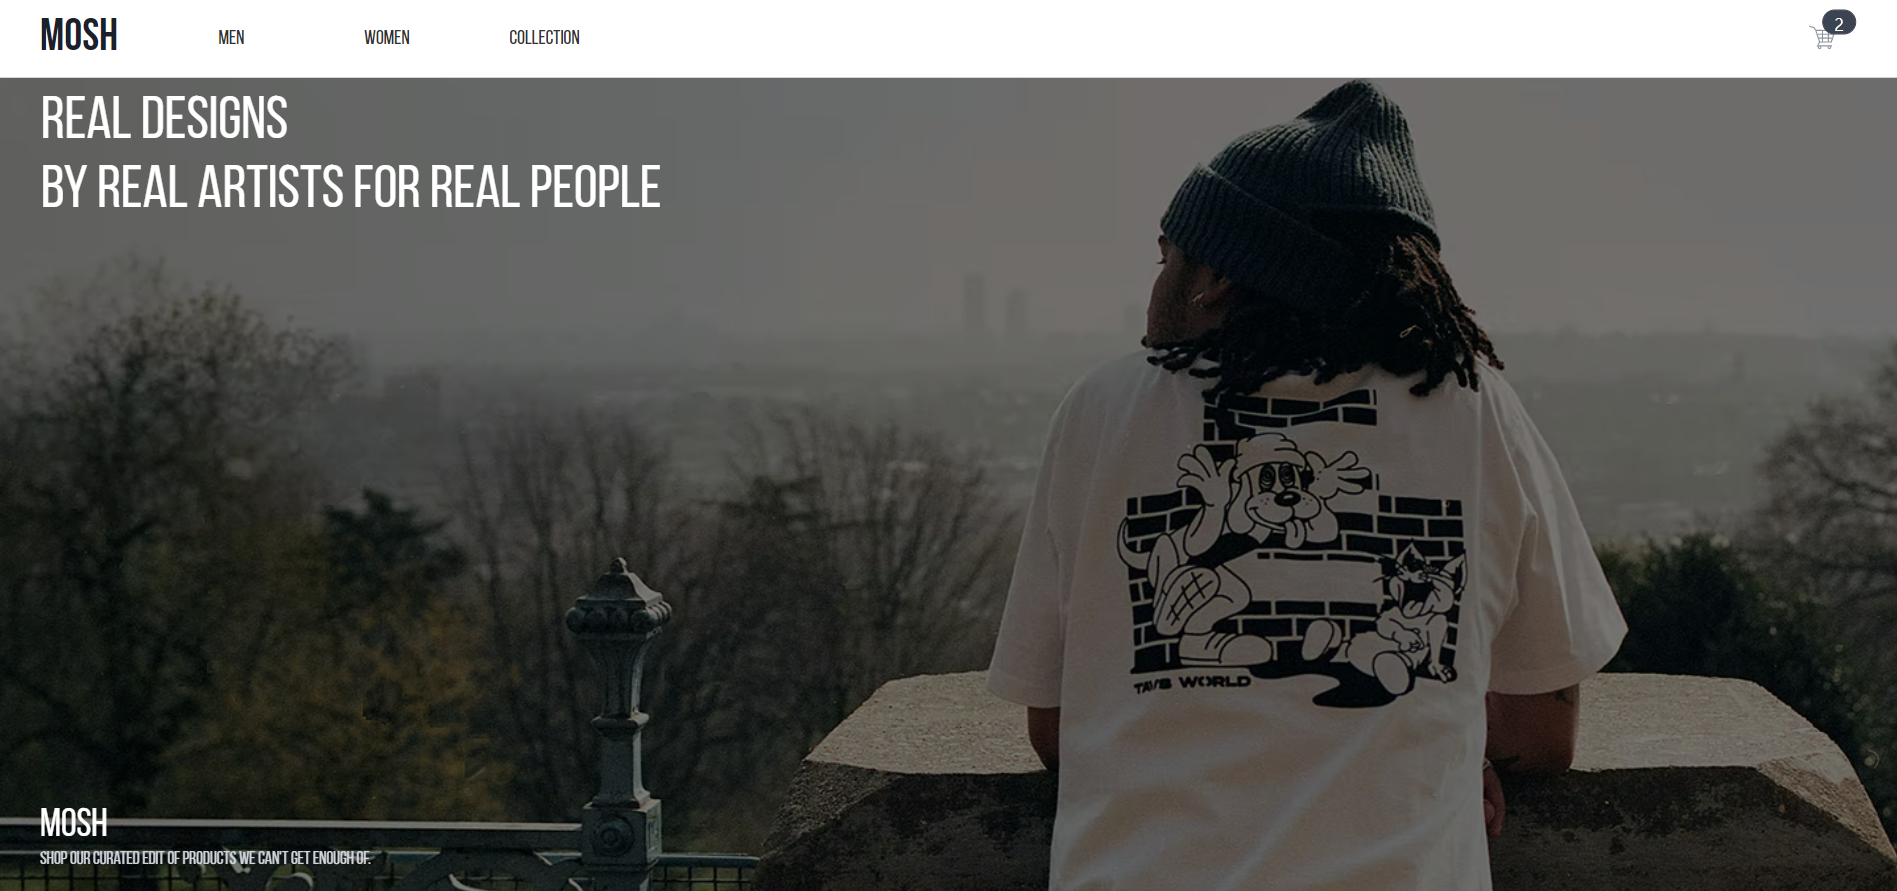 MOSH
MEN
WOMEN
COLLECTION
2
REAL DESIGNS
BY REAL ARTISTS FOR REAL PEOPLE
TAV'S WORLD
MOSH
SHOP OUR CURATED EDIT OF PRODUCTS WE CAN'T GET ENOUGH OF.